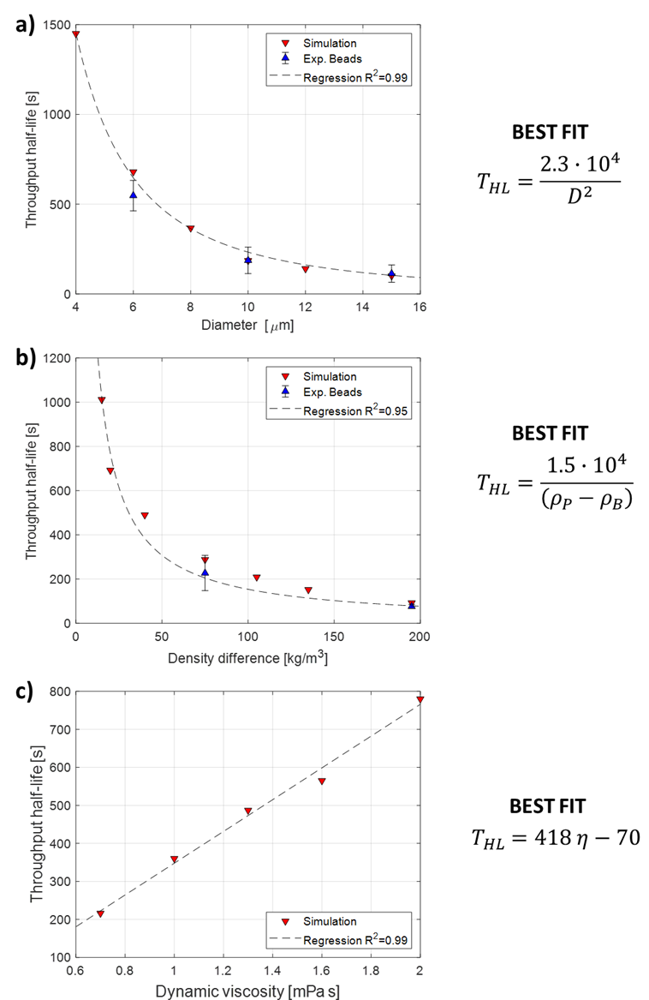 a)
1500
1000
500
0
Throughput half-life [s]
Simulation
Exp. Beads
Regression R²=0.99
4 6 8 10 12 14 16
Diameter [μm]
BEST FIT
T_HL = 2.3 · 10⁴ / D²
b)
1200
1000
800
600
400
200
0
Throughput half-life [s]
Simulation
Exp. Beads
Regression R²=0.95
0 50 100 150 200
Density difference [kg/m³]
BEST FIT
T_HL = 1.5 · 10⁴ / (ρ_P − ρ_B)
c)
800
700
600
500
400
300
200
100
Throughput half-life [s]
Simulation
Regression R²=0.99
0.6 0.8 1 1.2 1.4 1.6 1.8 2
Dynamic viscosity [mPa s]
BEST FIT
T_HL = 418 η − 70